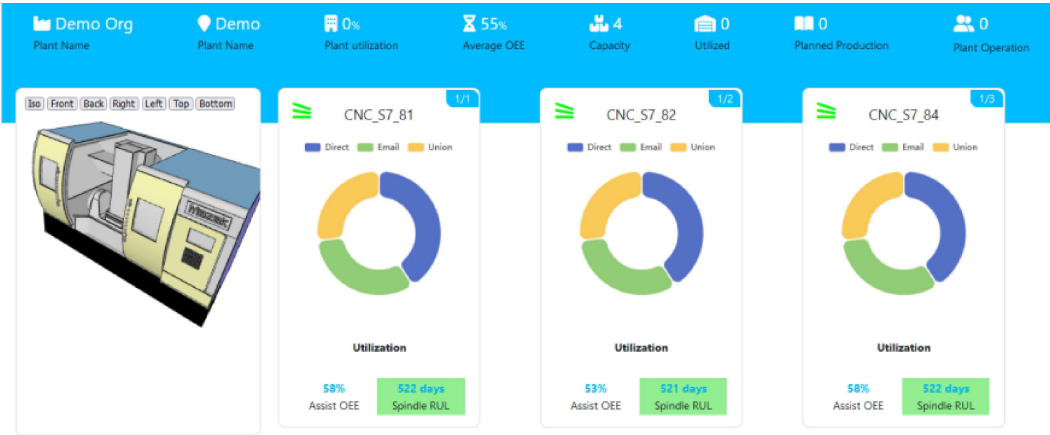 Demo Org
Plant Name
Demo
Plant Name
0%
Plant utilization
55%
Average OEE
4
Capacity
0
Utilized
0
Planned Production
0
Plant Operation
Iso Front Back Right Left Top Bottom
1/1
CNC_S7_81
Direct Email Union
Utilization
58%
Assist OEE
522 days
Spindle RUL
1/2
CNC_S7_82
Direct Email Union
Utilization
53%
Assist OEE
521 days
Spindle RUL
1/3
CNC_S7_84
Direct Email Union
Utilization
58%
Assist OEE
522 days
Spindle RUL